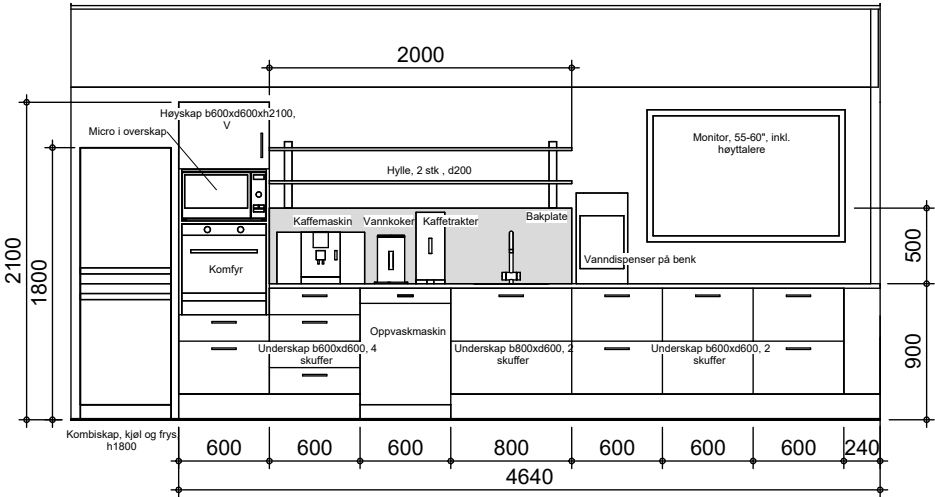 2000
Høyskap b600xd600xh2100,
V
Micro i overskap
Monitor, 55-60", inkl.
høyttalere
Hylle, 2 stk , d200
Kaffemaskin
Vannkoker
Kaffetrakter
Bakplate
2100
1800
500
Komfyr
Vanndispenser på benk
Oppvaskmaskin
900
Underskap b600xd600, 4
skuffer
Underskap b800xd600, 2
skuffer
Underskap b600xd600, 2
skuffer
Kombiskap, kjøl og frys,
h1800
600
600
600
800
600
600
600
240
4640